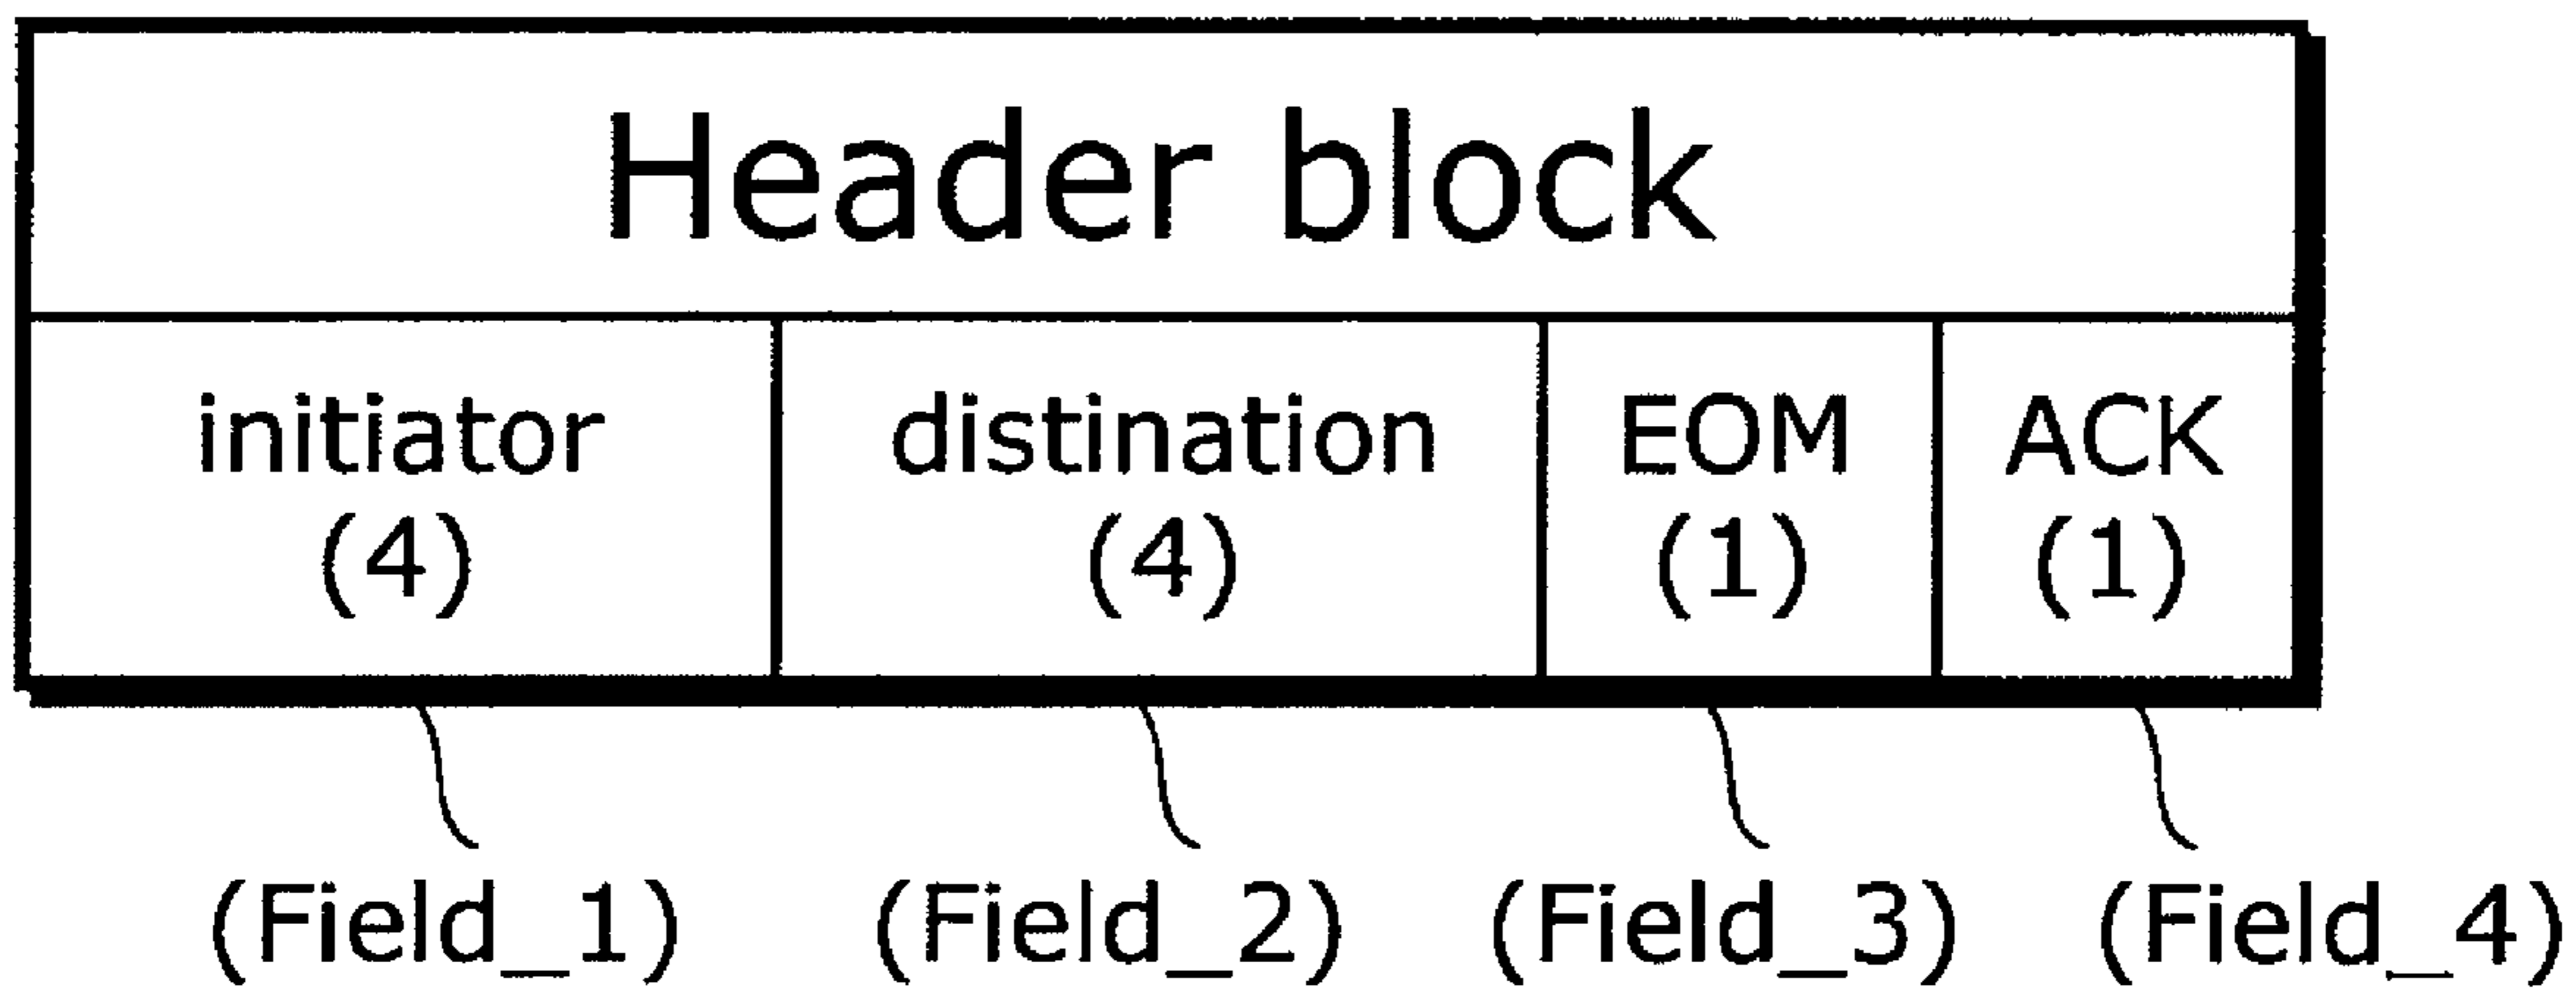 Header block
initiator distination EOM ACK
(4) (4) (1) (1)
(Field_1) (Field_2) (Field_3) (Field_4)